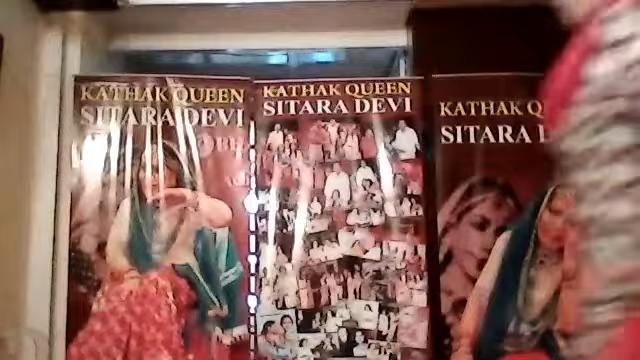 KATHAK QUEEN
SITARA DEVI
KATHAK QUEEN
SITARA DEVI
KATHAK Q
SITARA D